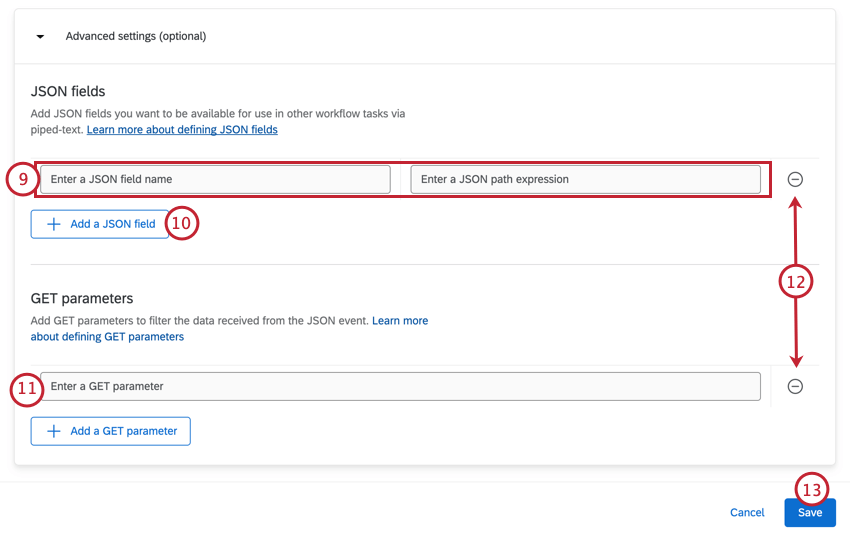 Advanced settings (optional)
JSON fields
Add JSON fields you want to be available for use in other workflow tasks via
piped-text. Learn more about defining JSON fields
9
Enter a JSON field name
Enter a JSON path expression
Add a JSON field
10
12
GET parameters
Add GET parameters to filter the data received from the JSON event. Learn more
about defining GET parameters
11
Enter a GET parameter
Add a GET parameter
13
Cancel
Save